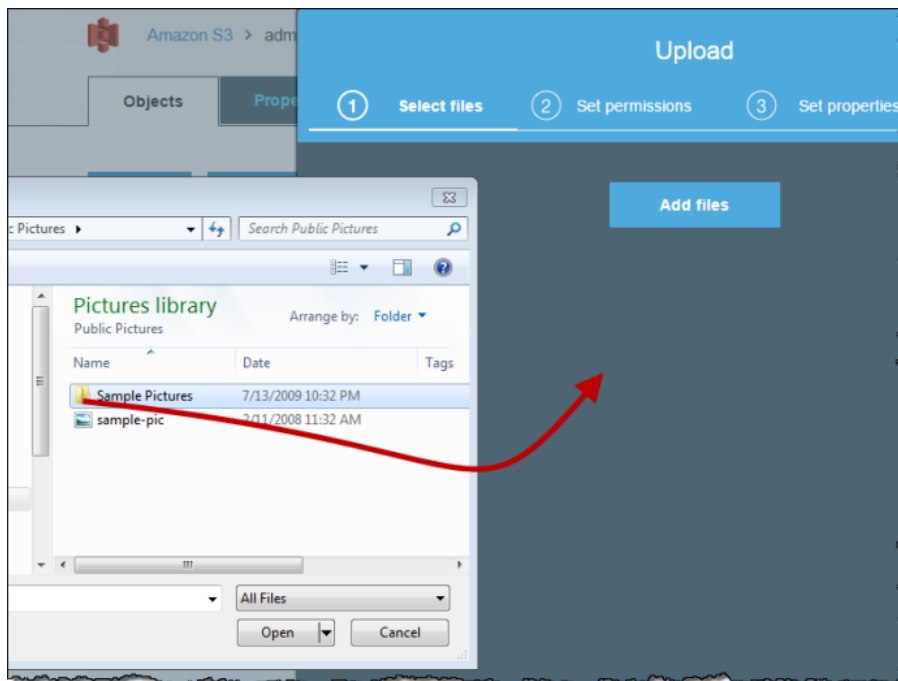 Amazon S3 > adm
Upload
Objects
Prope
1 Select files
2 Set permissions
3 Set properties
Add files
c Pictures
Search Public Pictures
Pictures library
Public Pictures
Arrange by: Folder
Name Date Tags
Sample Pictures 7/13/2009 10:32 PM
sample-pic 2/11/2008 11:32 AM
All Files
Open Cancel